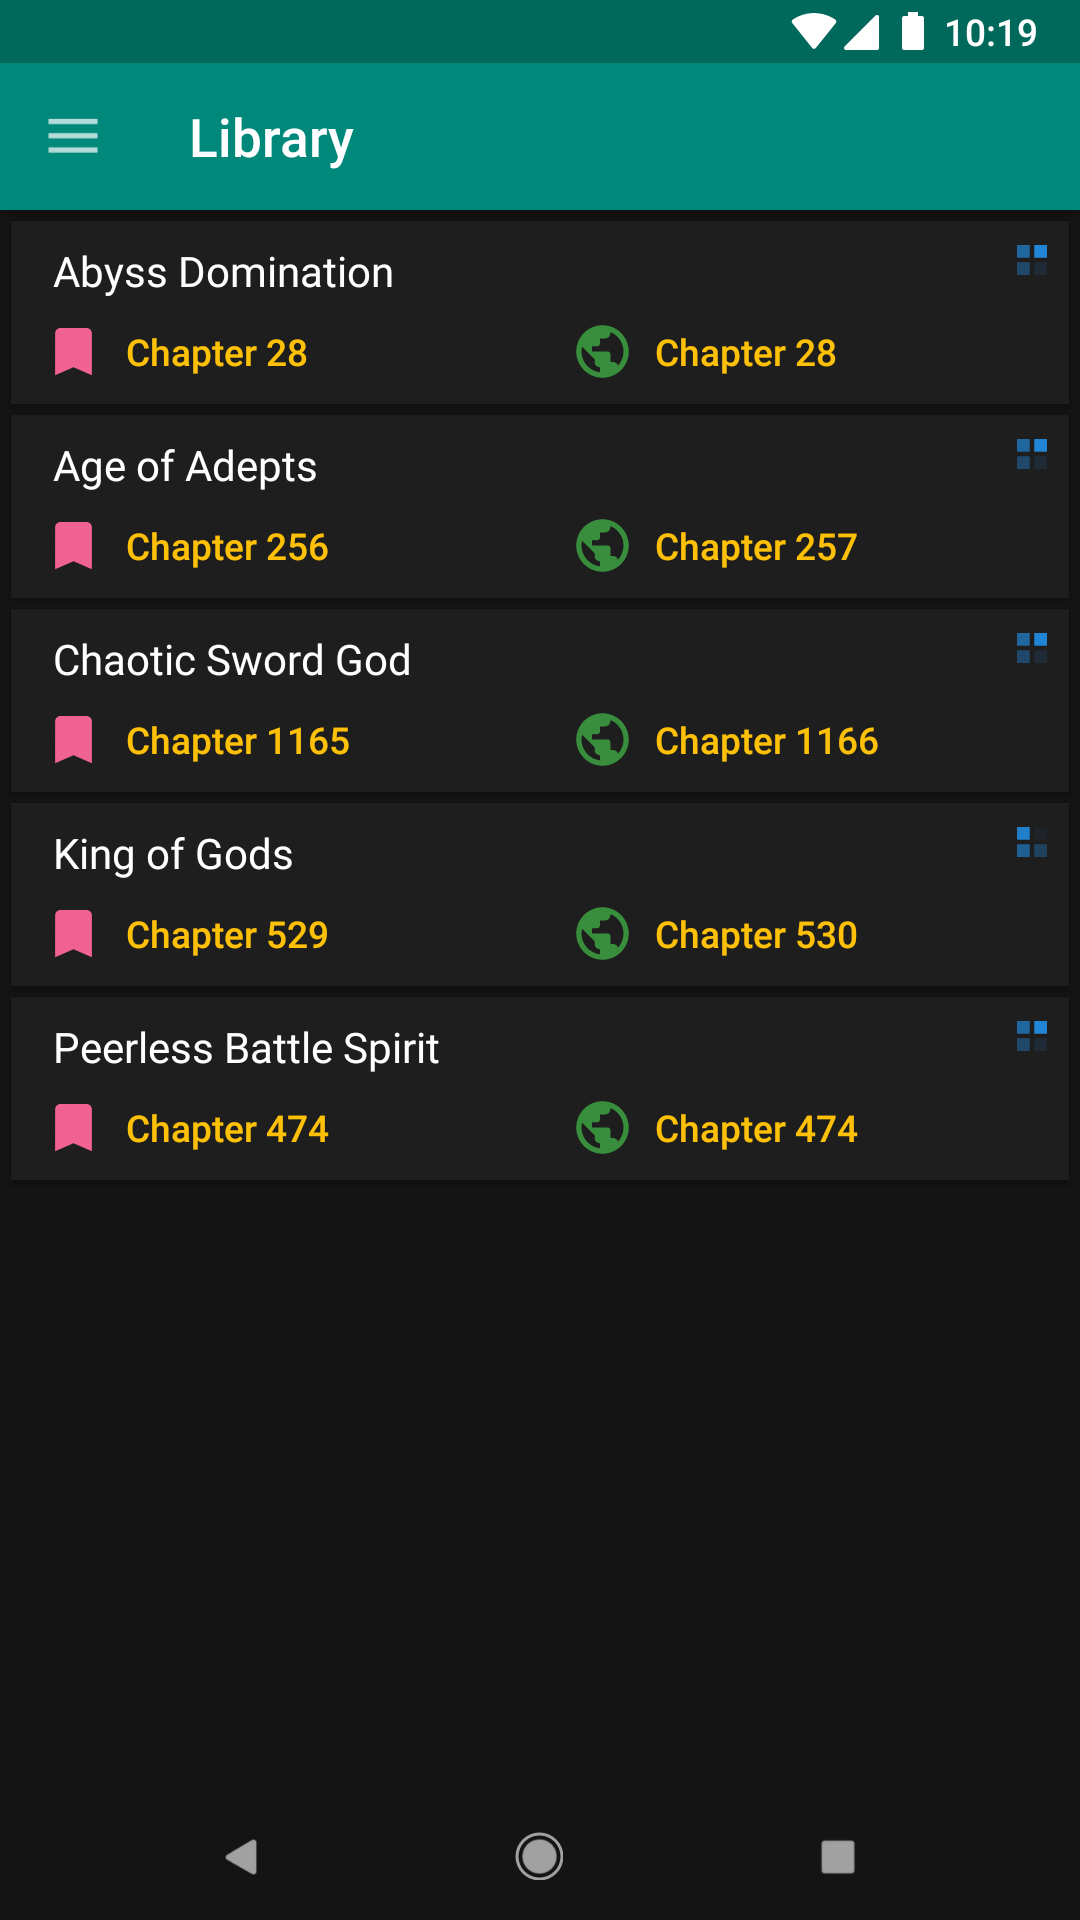 10:19
Library
Abyss Domination
Chapter 28 Chapter 28
Age of Adepts
Chapter 256 Chapter 257
Chaotic Sword God
Chapter 1165 Chapter 1166
King of Gods
Chapter 529 Chapter 530
Peerless Battle Spirit
Chapter 474 Chapter 474